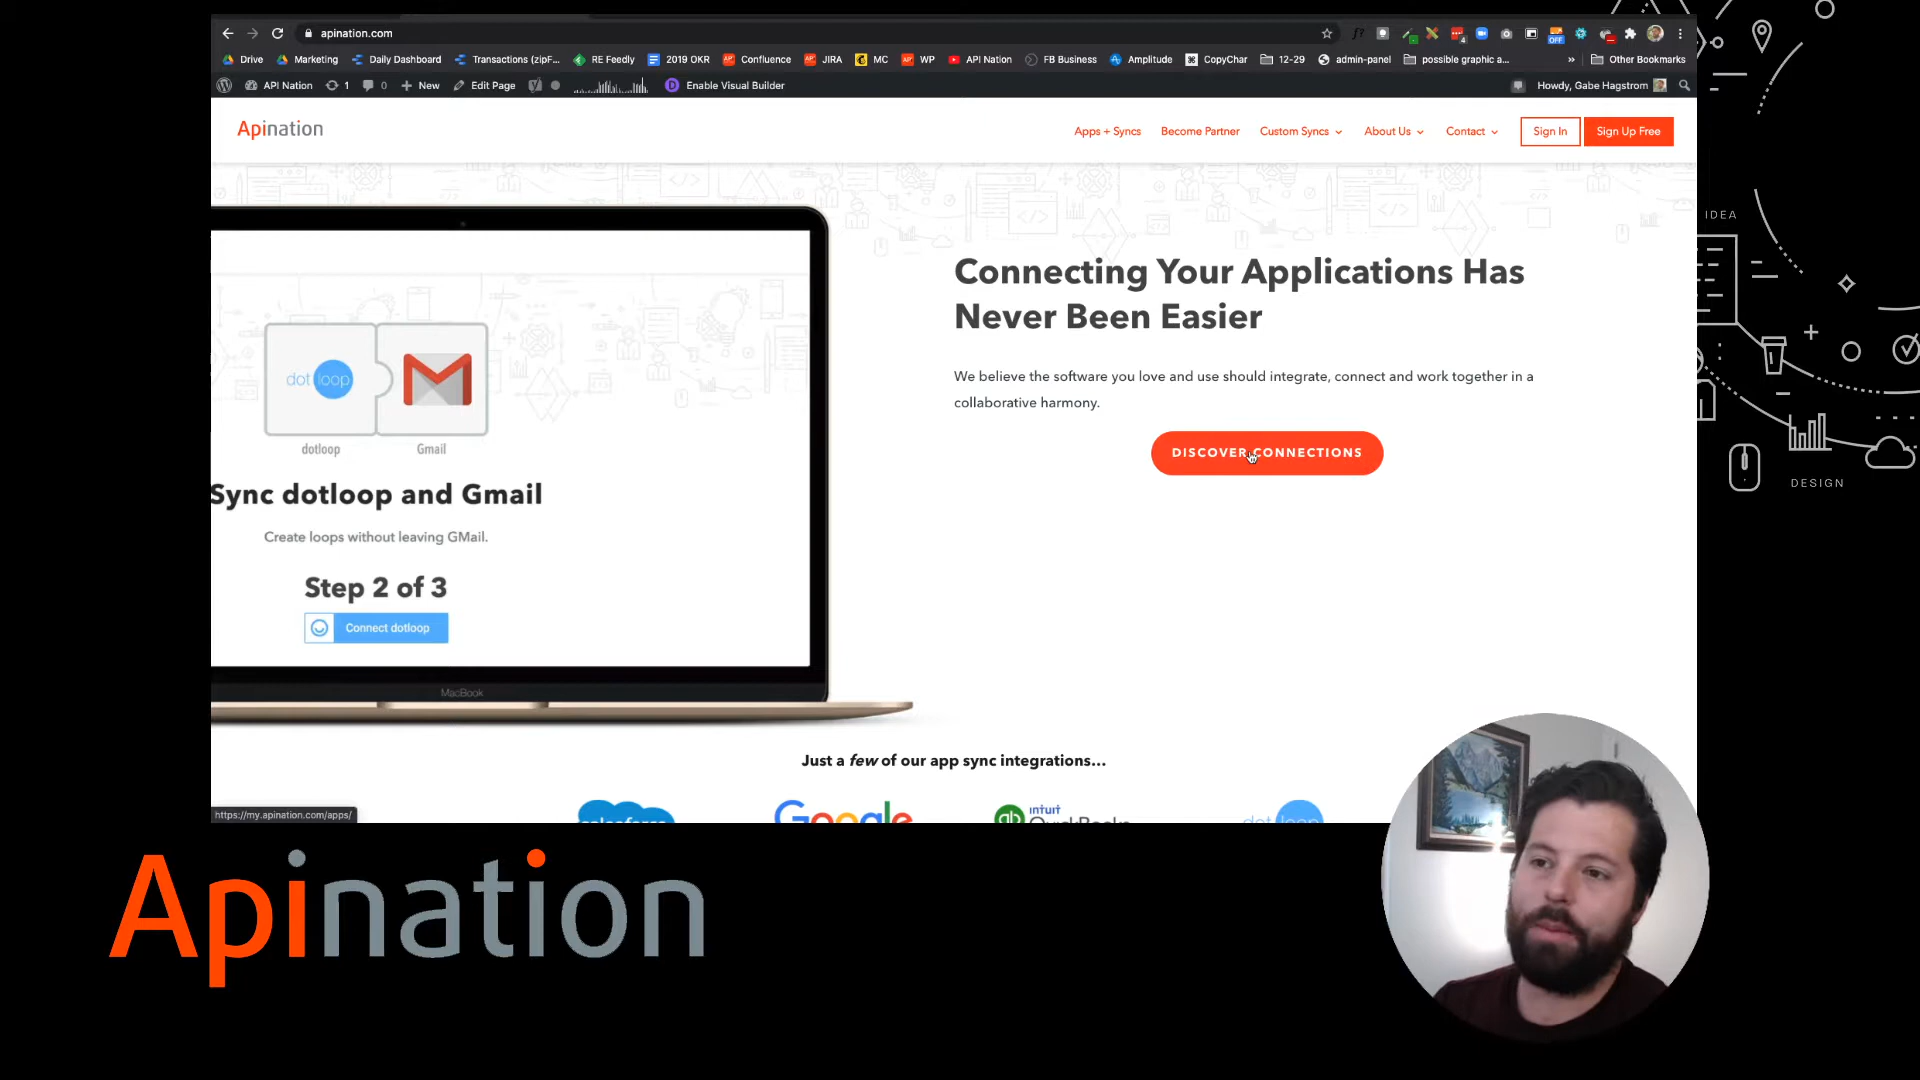 apination.com
Drive Marketing Daily Dashboard Transactions (zipF... RE Feedly 2019 OKR Confluence JIRA MC WP API Nation FB Business Amplitude CopyChar 12-29 admin-panel possible graphic a... » Other Bookmarks
API Nation 1 0 New Edit Page Enable Visual Builder Howdy, Gabe Hagstrom
Apination
Apps + Syncs Become Partner Custom Syncs About Us Contact Sign In Sign Up Free
IDEA
Connecting Your Applications Has
Never Been Easier
We believe the software you love and use should integrate, connect and work together in a
collaborative harmony.
DISCOVER CONNECTIONS
DESIGN
dotloop
dotloop Gmail
Sync dotloop and Gmail
Create loops without leaving GMail.
Step 2 of 3
Connect dotloop
MacBook
Just a few of our app sync integrations...
salesforce Google intuit QuickBooks dotloop
https://my.apination.com/apps/
Apination